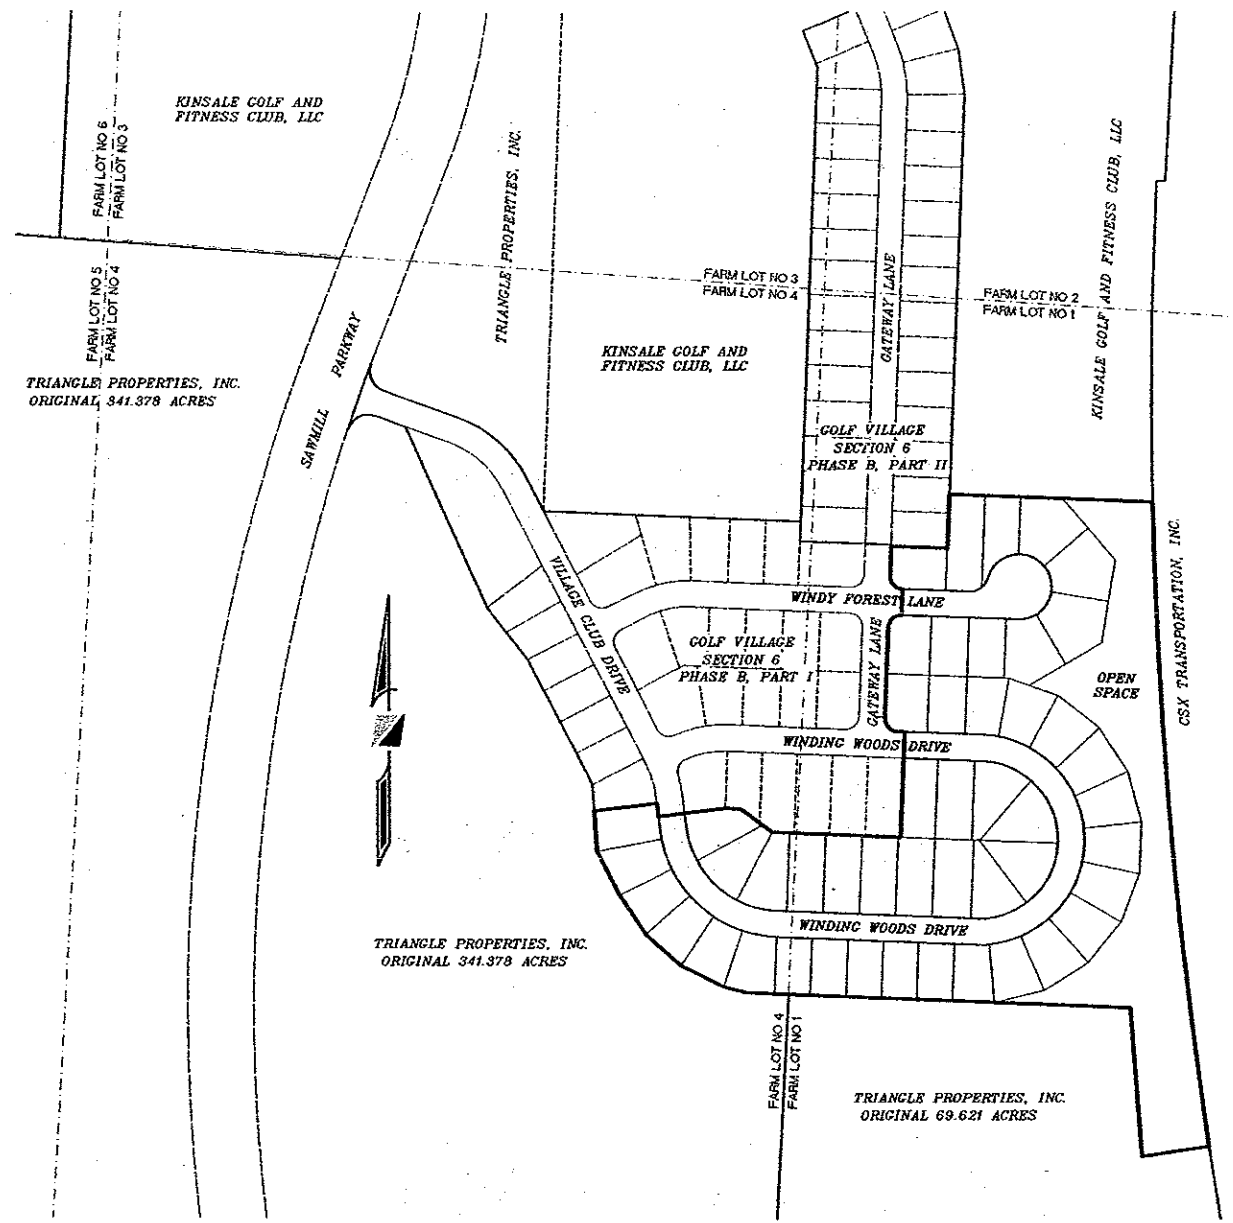 KINSALE GOLF AND
FITNESS CLUB, LLC
FARM LOT NO 6
FARM LOT NO 3
TRIANGLE PROPERTIES, INC.
KINSALE GOLF AND FITNESS CLUB, LLC
FARM LOT NO 5
FARM LOT NO 4
FARM LOT NO 3
FARM LOT NO 4
GATEWAY LANE
FARM LOT NO 2
FARM LOT NO 1
SAWMILL PARKWAY
KINSALE GOLF AND
FITNESS CLUB, LLC
TRIANGLE PROPERTIES, INC.
ORIGINAL 341.378 ACRES
GOLF VILLAGE
SECTION 6
PHASE B, PART II
CSX TRANSPORTATION, INC.
VILLAGE CLUB DRIVE
WINDY FOREST LANE
GOLF VILLAGE
SECTION 6
PHASE B, PART I
GATEWAY LANE
OPEN
SPACE
WINDING WOODS DRIVE
WINDING WOODS DRIVE
TRIANGLE PROPERTIES, INC.
ORIGINAL 341.378 ACRES
FARM LOT NO 4
FARM LOT NO 1
TRIANGLE PROPERTIES, INC.
ORIGINAL 69.621 ACRES